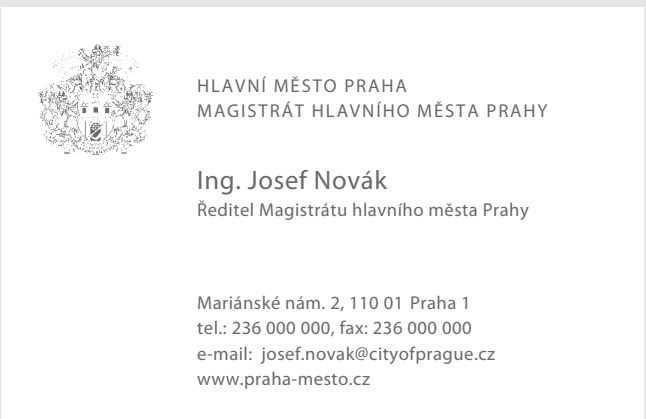 HLAVNÍ MĚSTO PRAHA
MAGISTRÁT HLAVNÍHO MĚSTA PRAHY
Ing. Josef Novák
Ředitel Magistrátu hlavního města Prahy
Mariánské nám. 2, 110 01 Praha 1
tel.: 236 000 000, fax: 236 000 000
e-mail: josef.novak@cityofprague.cz
www.praha-mesto.cz